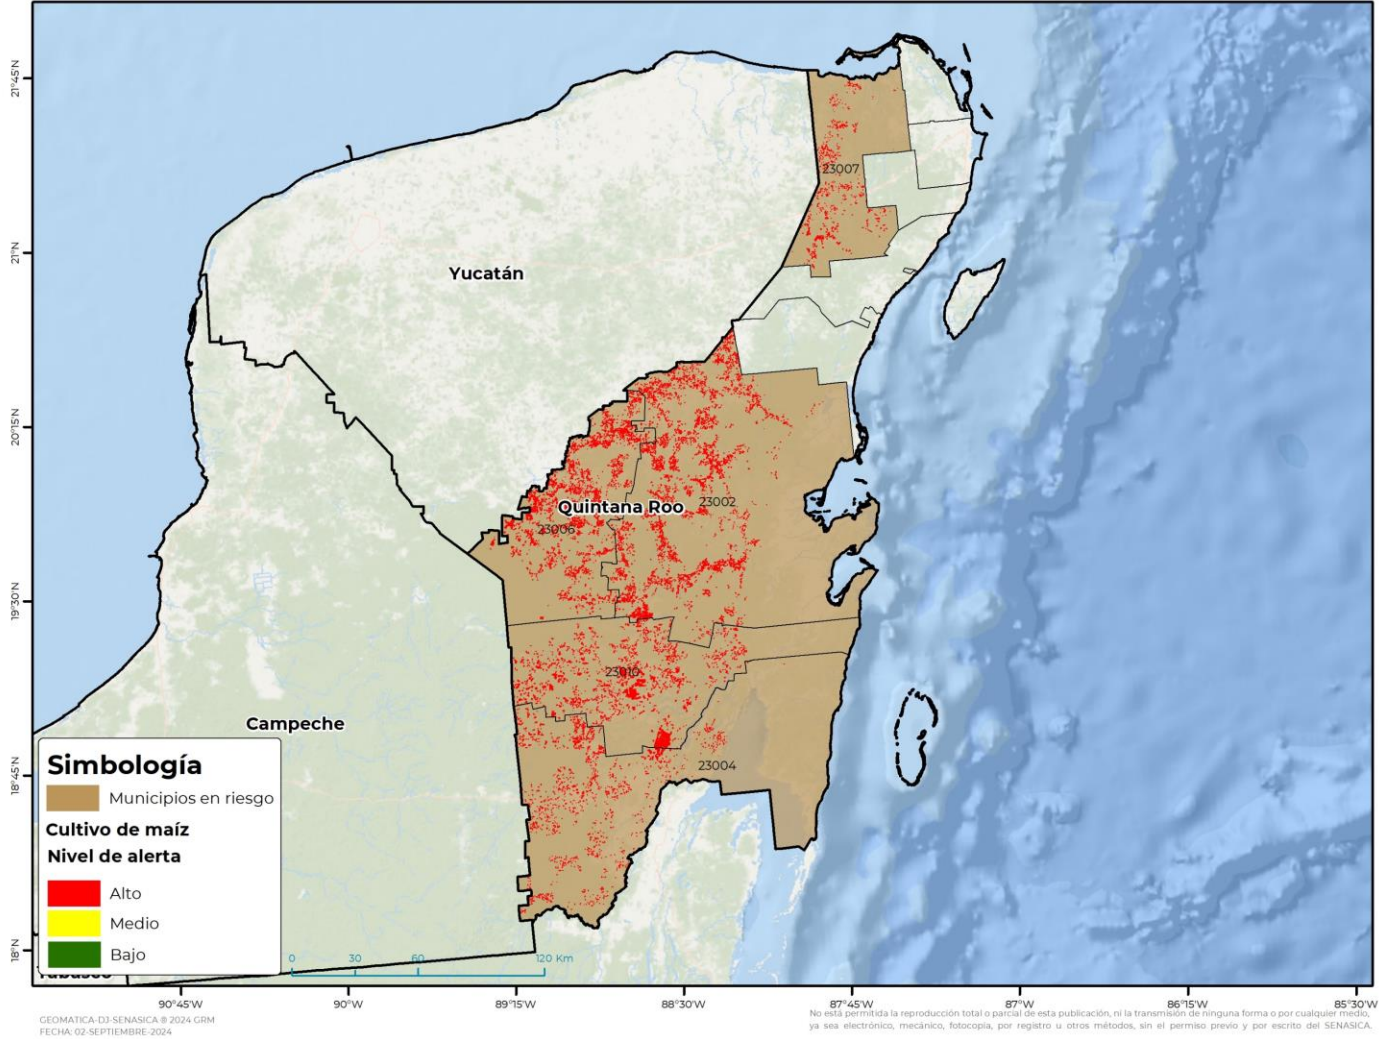 21°45'N
21°N
20°15'N
19°30'N
18°45'N
18°N
23007
Yucatán
23002
Quintana Roo
23006
23010
Campeche
23004
Simbología
Municipios en riesgo
Cultivo de maíz
Nivel de alerta
Alto
Medio
Bajo
Tabasco
0 30 60 120 Km
90°45'W 90°W 89°15'W 88°30'W 87°45'W 87°W 86°15'W 85°30'W
GEOMATICA-DJ-SENASICA ® 2024 GRM
FECHA: 02-SEPTIEMBRE-2024
No está permitida la reproducción total o parcial de esta publicación, ni la transmisión de ninguna forma o por cualquier medio,
ya sea electrónico, mecánico, fotocopia, por registro u otros métodos, sin el permiso previo y por escrito del SENASICA.